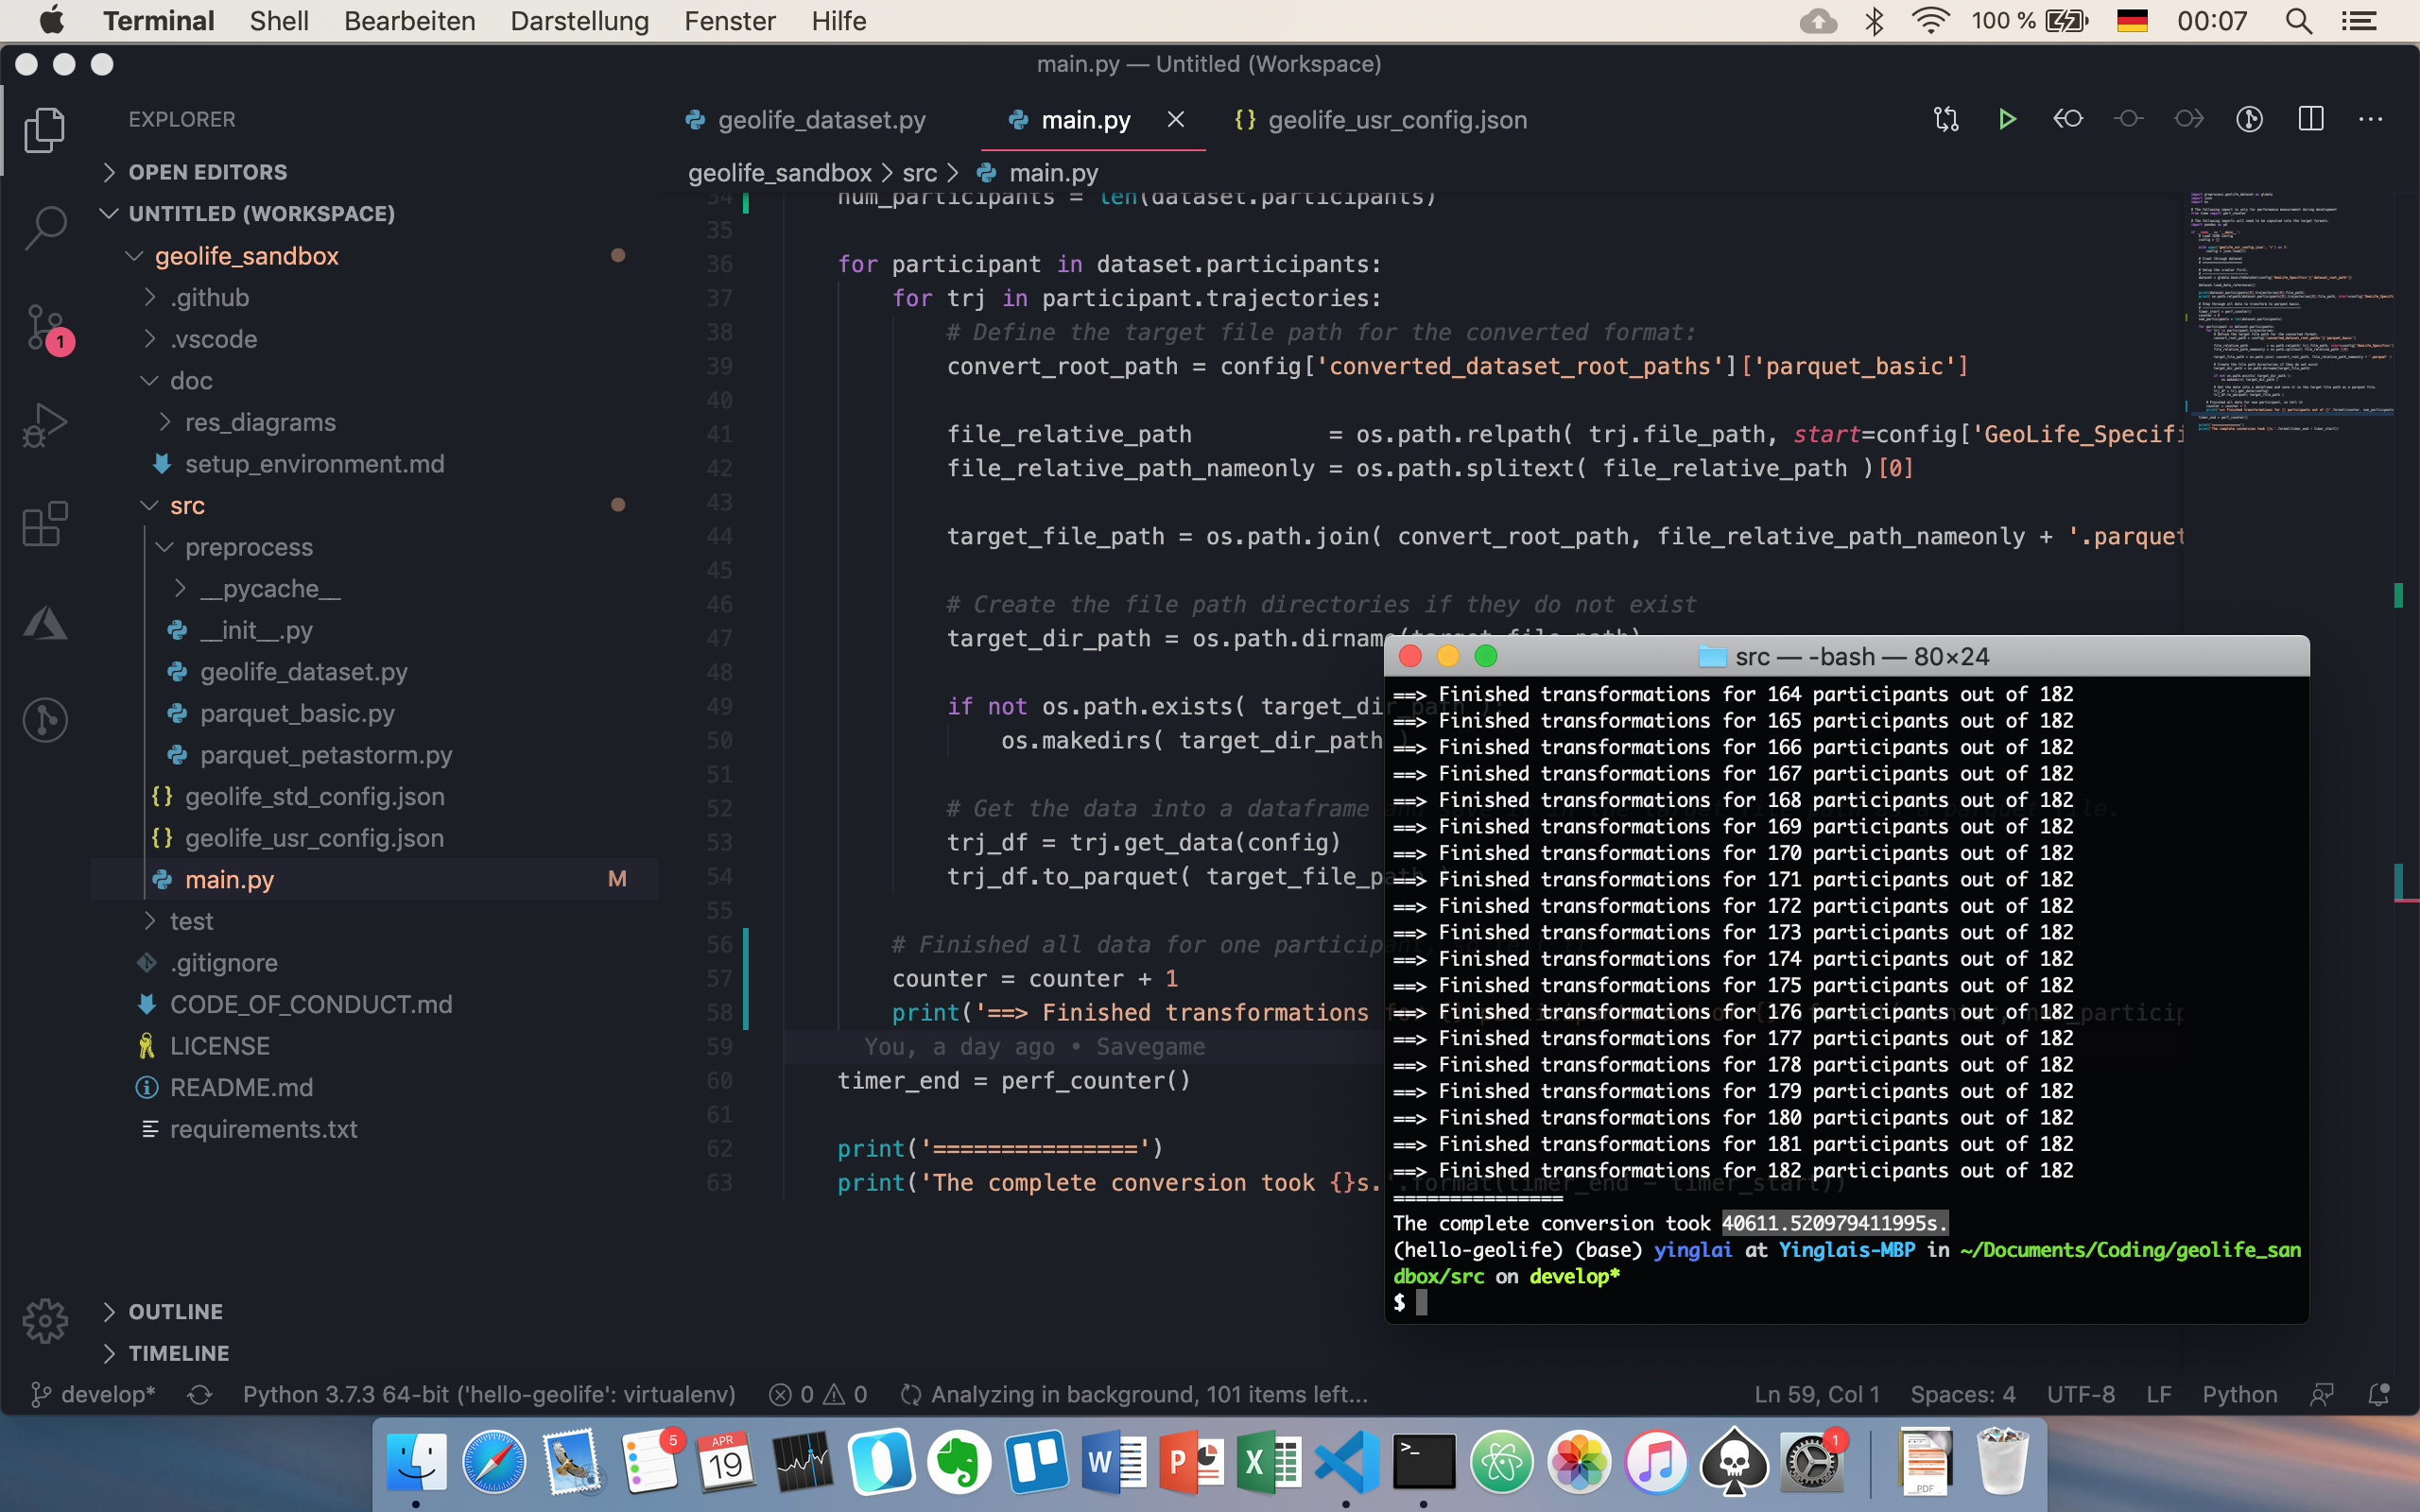 Terminal Shell Bearbeiten Darstellung Fenster Hilfe 100 % 00:07
main.py — Untitled (Workspace)
EXPLORER
OPEN EDITORS
UNTITLED (WORKSPACE)
geolife_sandbox
.github
.vscode
doc
res_diagrams
setup_environment.md
src
preprocess
__pycache__
__init__.py
geolife_dataset.py
parquet_basic.py
parquet_petastorm.py
{} geolife_std_config.json
{} geolife_usr_config.json
main.py M
test
.gitignore
CODE_OF_CONDUCT.md
LICENSE
README.md
requirements.txt
OUTLINE
TIMELINE
1
geolife_dataset.py main.py {} geolife_usr_config.json
geolife_sandbox > src > main.py
34 num_participants = len(dataset.participants)
35
36 for participant in dataset.participants:
37 for trj in participant.trajectories:
38 # Define the target file path for the converted format:
39 convert_root_path = config['converted_dataset_root_paths']['parquet_basic']
40
41 file_relative_path = os.path.relpath( trj.file_path, start=config['GeoLife_Specifi
42 file_relative_path_nameonly = os.path.splitext( file_relative_path )[0]
43
44 target_file_path = os.path.join( convert_root_path, file_relative_path_nameonly + '.parquet
45
46 # Create the file path directories if they do not exist
47 target_dir_path = os.path.dirname(target_file_path)
48
49 if not os.path.exists( target_dir_path ):
50 os.makedirs( target_dir_path )
51
52 # Get the data into a dataframe
53 trj_df = trj.get_data(config)
54 trj_df.to_parquet( target_file_path )
55
56 # Finished all data for one participant
57 counter = counter + 1
58 print('==> Finished transformations
59 You, a day ago • Savegame
60 timer_end = perf_counter()
61
62 print('===============')
63 print('The complete conversion took {}s.'.format(timer_end - timer_start))
src — -bash — 80×24
==> Finished transformations for 164 participants out of 182
==> Finished transformations for 165 participants out of 182
==> Finished transformations for 166 participants out of 182
==> Finished transformations for 167 participants out of 182
==> Finished transformations for 168 participants out of 182
==> Finished transformations for 169 participants out of 182
==> Finished transformations for 170 participants out of 182
==> Finished transformations for 171 participants out of 182
==> Finished transformations for 172 participants out of 182
==> Finished transformations for 173 participants out of 182
==> Finished transformations for 174 participants out of 182
==> Finished transformations for 175 participants out of 182
==> Finished transformations for 176 participants out of 182
==> Finished transformations for 177 participants out of 182
==> Finished transformations for 178 participants out of 182
==> Finished transformations for 179 participants out of 182
==> Finished transformations for 180 participants out of 182
==> Finished transformations for 181 participants out of 182
==> Finished transformations for 182 participants out of 182
===============
The complete conversion took 40611.520979411995s.
(hello-geolife) (base) yinglai at Yinglais-MBP in ~/Documents/Coding/geolife_san
dbox/src on develop*
$
develop* Python 3.7.3 64-bit ('hello-geolife': virtualenv) 0 0 Analyzing in background, 101 items left... Ln 59, Col 1 Spaces: 4 UTF-8 LF Python
5 APR 19 W P X >_ 1 PDF